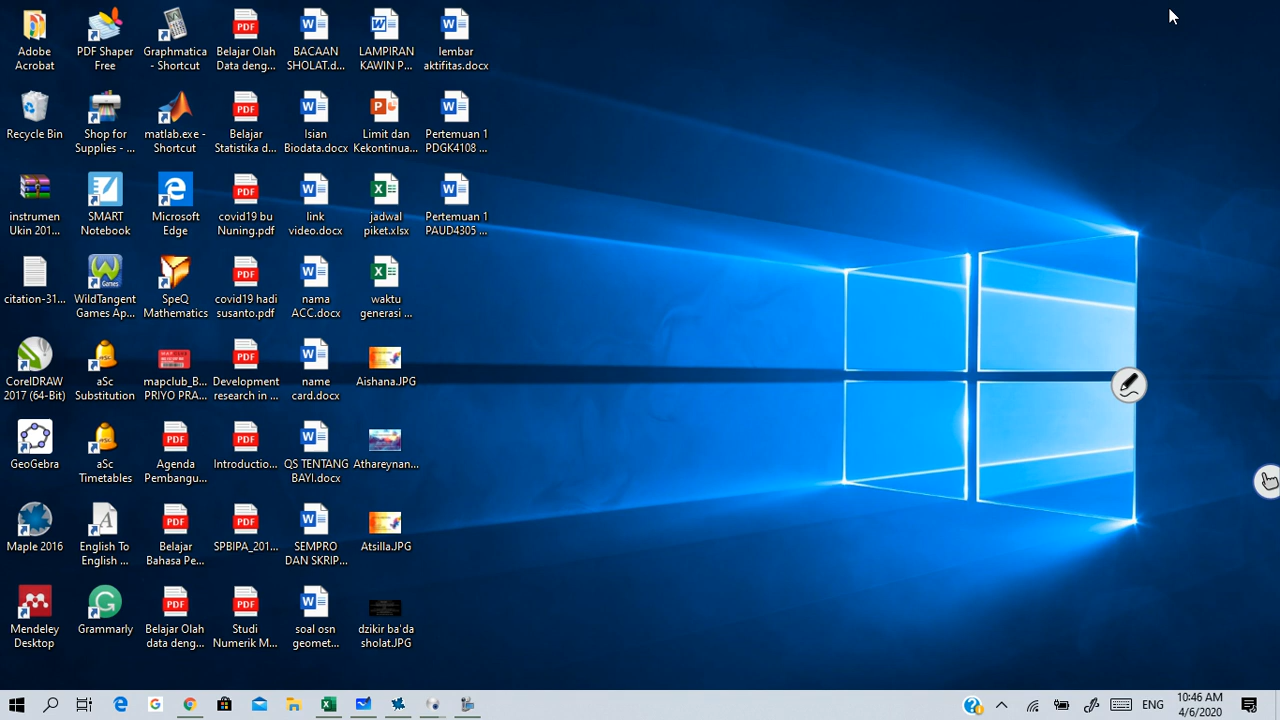 Adobe
Acrobat
PDF Shaper
Free
Graphmatica
- Shortcut
Belajar Olah
Data deng...
BACAAN
SHOLAT.d...
LAMPIRAN
KAWIN P...
lembar
aktifitas.docx
Recycle Bin
Shop for
Supplies - ...
matlab.exe -
Shortcut
Belajar
Statistika d...
Isian
Biodata.docx
Limit dan
Kekontinua...
Pertemuan 1
PDGK4108 ...
instrumen
Ukin 201...
SMART
Notebook
Microsoft
Edge
covid19 bu
Nuning.pdf
link
video.docx
jadwal
piket.xlsx
Pertemuan 1
PAUD4305 ...
citation-31...
WildTangent
Games Ap...
SpeQ
Mathematics
covid19 hadi
susanto.pdf
nama
ACC.docx
waktu
generasi ...
CorelDRAW
2017 (64-Bit)
aSc
Substitution
mapclub_B...
PRIYO PRA...
Development
research in ...
name
card.docx
Aishana.JPG
GeoGebra
aSc
Timetables
Agenda
Pembangu...
Introductio...
QS TENTANG
BAYI.docx
Athareynan...
Maple 2016
English To
English ...
Belajar
Bahasa Pe...
SPBIPA_201...
SEMPRO
DAN SKRIP...
Atsilla.JPG
Mendeley
Desktop
Grammarly
Belajar Olah
data deng...
Studi
Numerik M...
soal osn
geomet...
dzikir ba'da
sholat.JPG
ENG
10:46 AM
4/6/2020